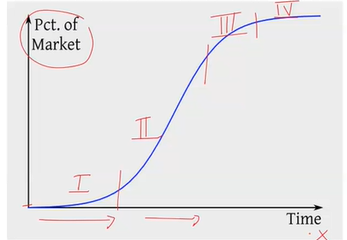 Pct. of
Market
I
II
III
IV
Time
x